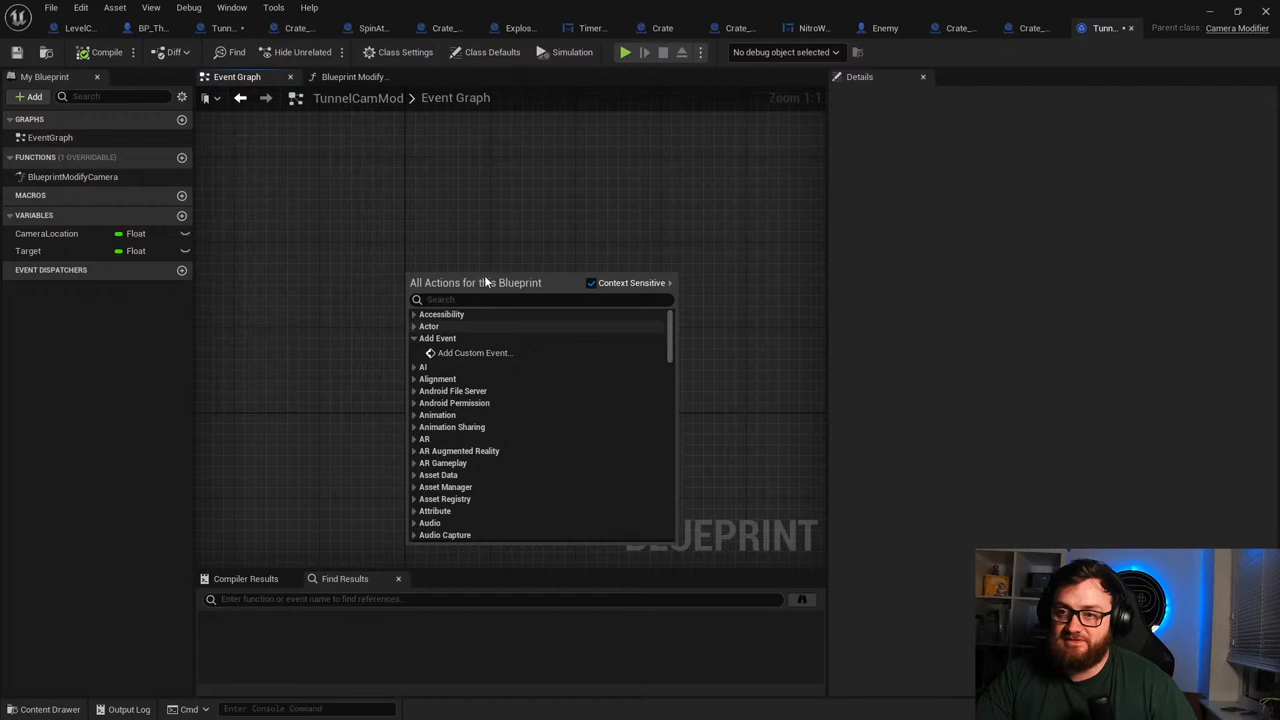 File Edit Asset View Debug Window Tools Help
LevelC... BP_Th... Tunn... • Crate_... SpinAt... Crate_... Explos... Timer... Crate Crate_... NitroW... Enemy Crate_... Crate_... Tunn... • Parent class: Camera Modifier
Compile Diff Find Hide Unrelated Class Settings Class Defaults Simulation No debug object selected
My Blueprint Event Graph Blueprint Modify... Details
Add Search TunnelCamMod > Event Graph Zoom 1:1
GRAPHS
EventGraph
FUNCTIONS (1 OVERRIDABLE)
BlueprintModifyCamera
MACROS
VARIABLES
CameraLocation Float
Target Float
EVENT DISPATCHERS
All Actions for this Blueprint Context Sensitive
Search
Accessibility
Actor
Add Event
Add Custom Event...
AI
Alignment
Android File Server
Android Permission
Animation
Animation Sharing
AR
AR Augmented Reality
AR Gameplay
Asset Data
Asset Manager
Asset Registry
Attribute
Audio
Audio Capture
BLUEPRINT
Compiler Results Find Results
Enter function or event name to find references...
Content Drawer Output Log Cmd Enter Console Command